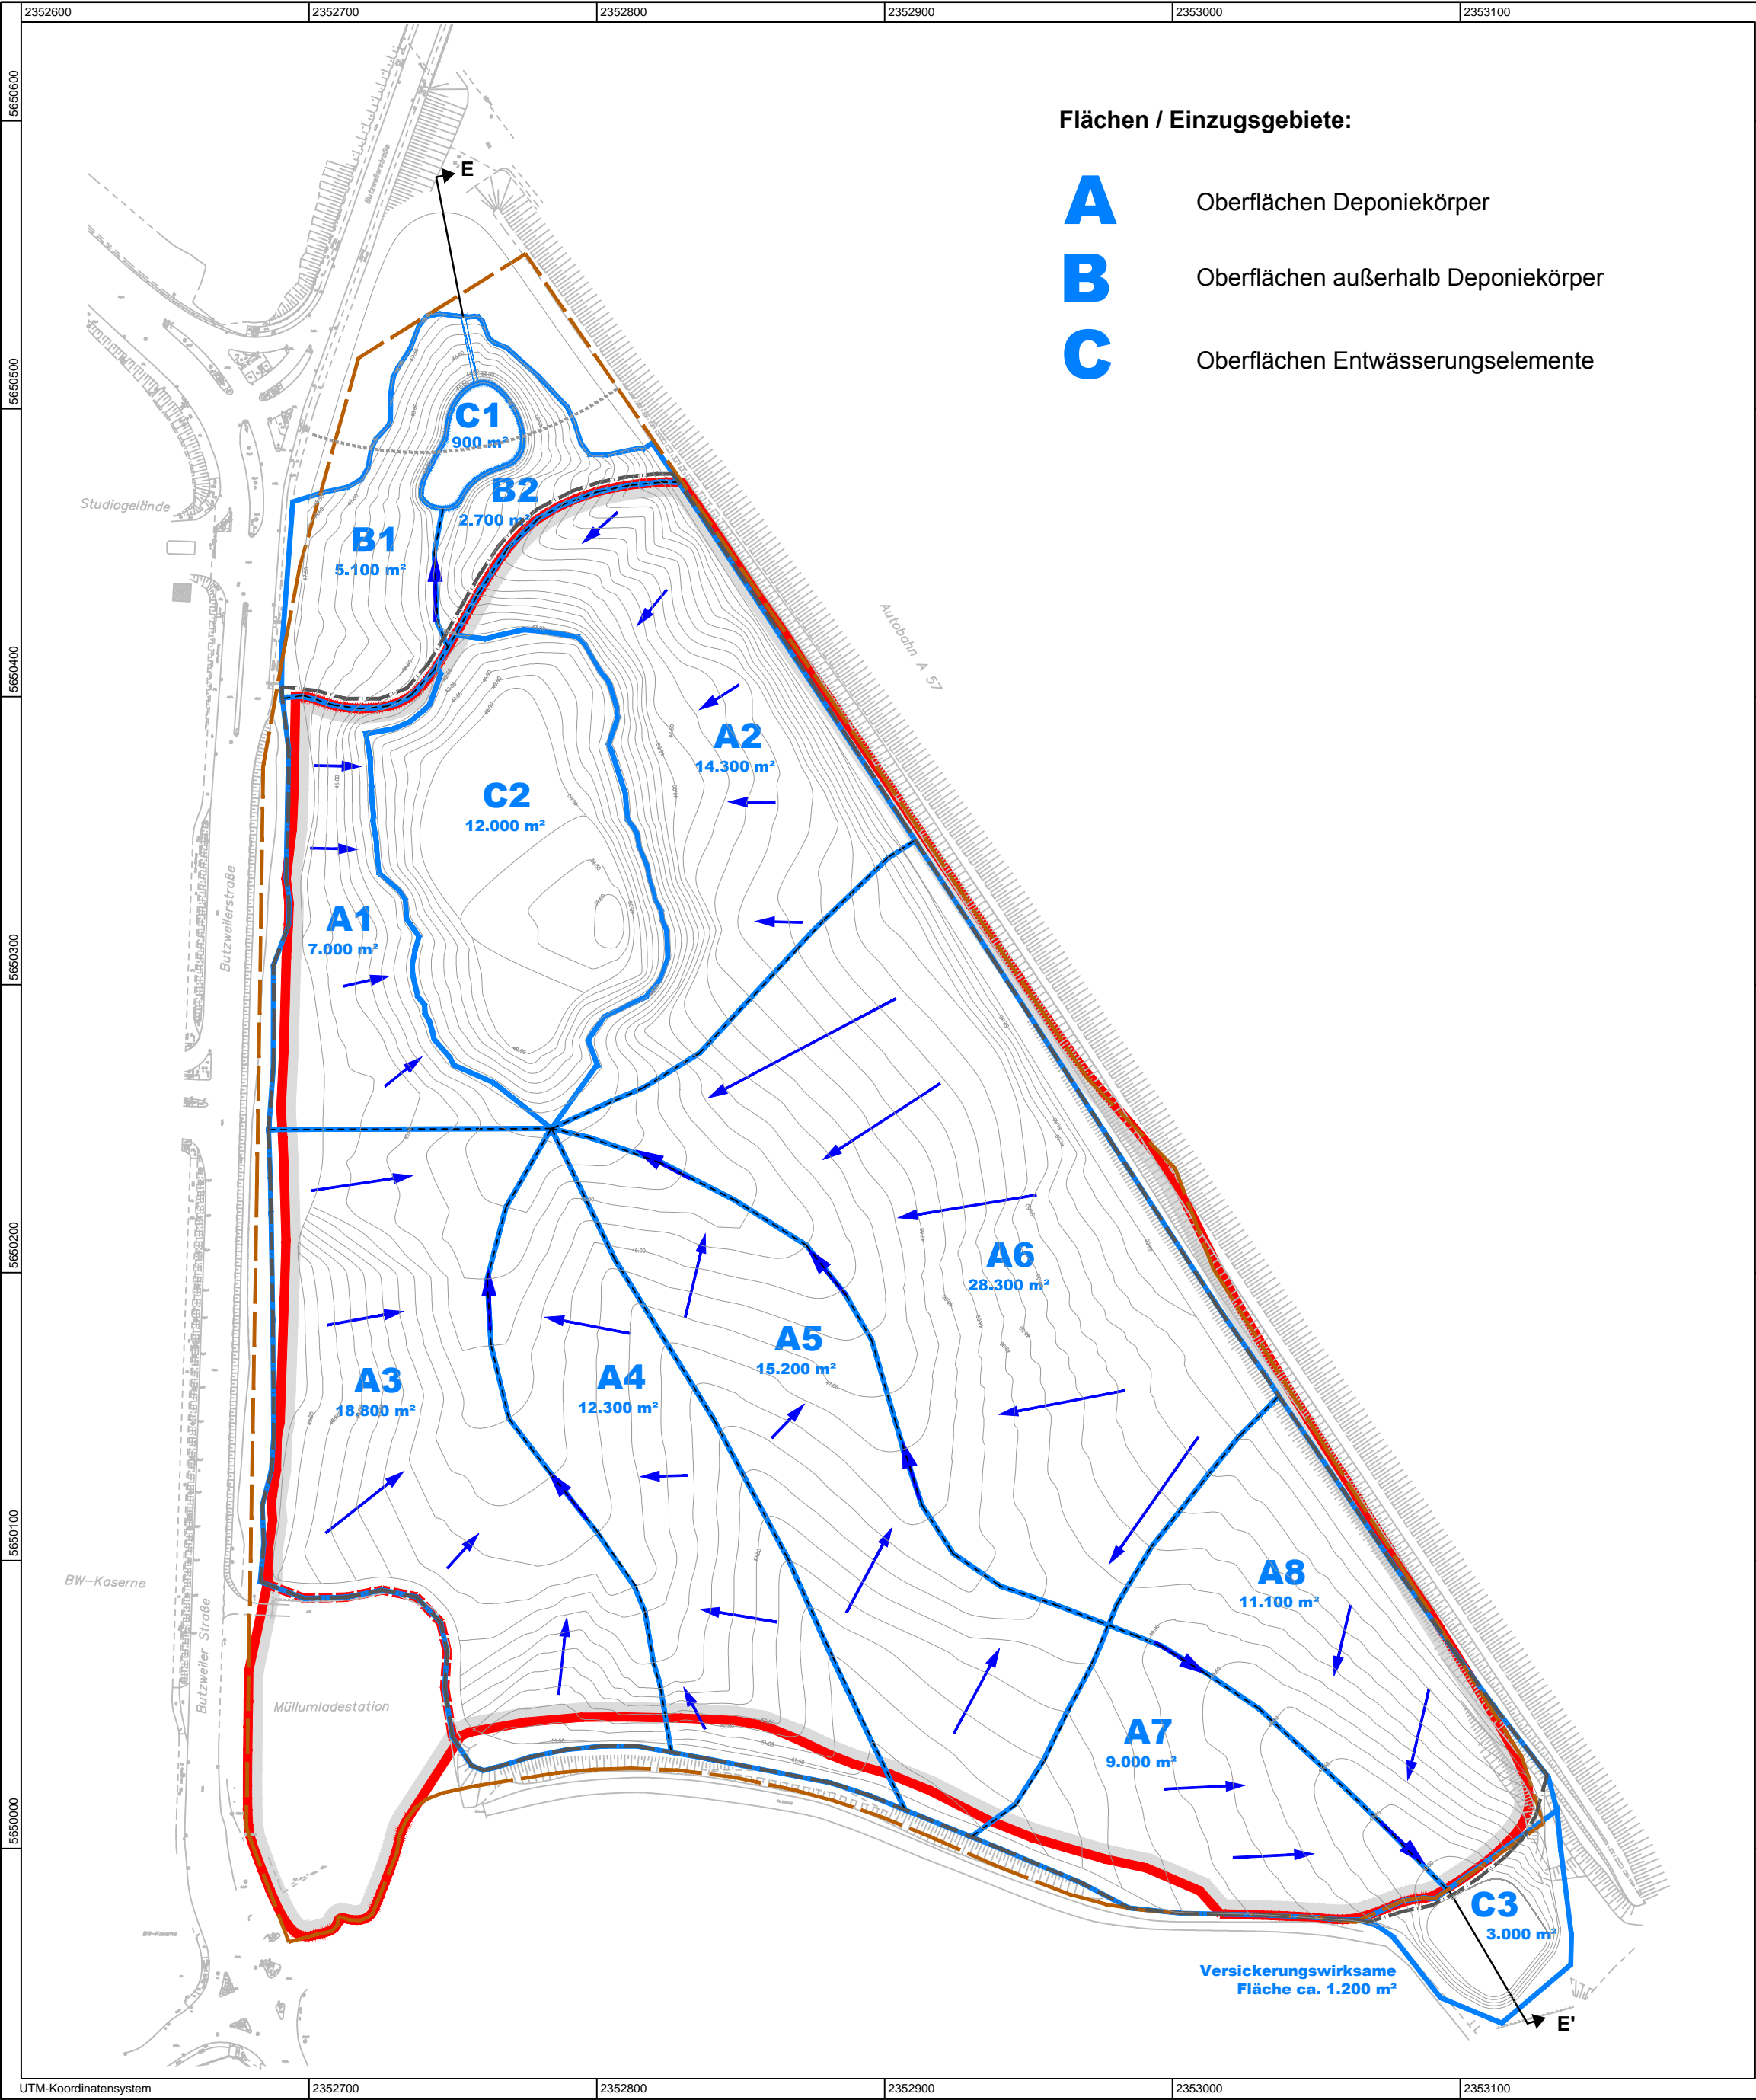 2352600
2352700
2352800
2352900
2353000
2353100
5650600
5650500
5650400
5650300
5650200
5650100
5650000
Flächen / Einzugsgebiete:
A Oberflächen Deponiekörper
B Oberflächen außerhalb Deponiekörper
C Oberflächen Entwässerungselemente
Butzweilerstraße
E
C1
900 m²
B2
2.700 m²
B1
5.100 m²
Studiogelände
Autobahn A 57
A2
14.300 m²
C2
12.000 m²
Butzweilerstraße
A1
7.000 m²
A6
28.300 m²
A5
15.200 m²
A4
12.300 m²
A3
18.800 m²
BW-Kaserne
A8
11.100 m²
Butzweiler Straße
Müllumladestation
A7
9.000 m²
C3
3.000 m²
BW-Kaserne
Versickerungswirksame
Fläche ca. 1.200 m²
E'
UTM-Koordinatensystem
2352700
2352800
2352900
2353000
2353100